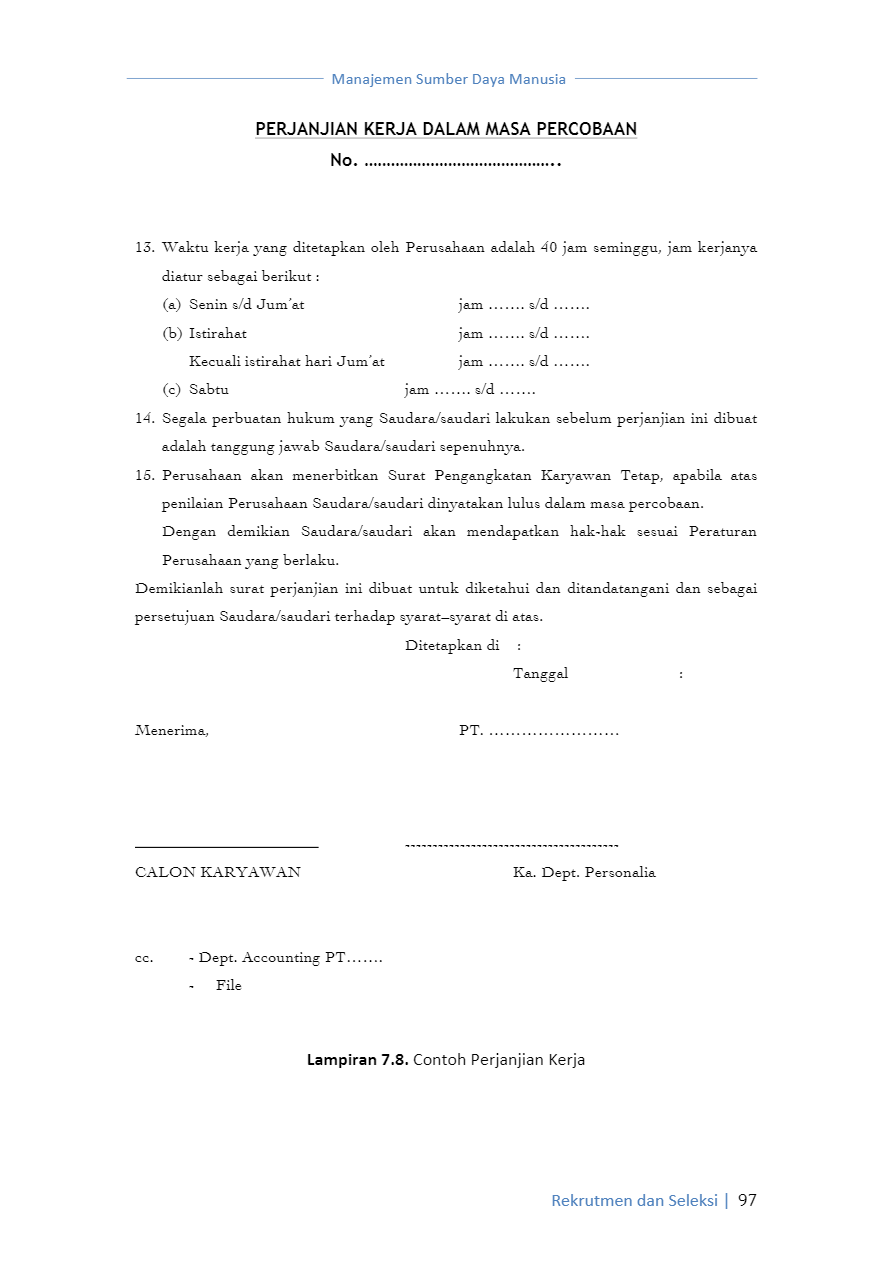 Manajemen Sumber Daya Manusia
PERJANJIAN KERJA DALAM MASA PERCOBAAN
No. ……………………………………..
13. Waktu kerja yang ditetapkan oleh Perusahaan adalah 40 jam seminggu, jam kerjanya
diatur sebagai berikut :
(a) Senin s/d Jum’at jam ……. s/d …….
(b) Istirahat jam ……. s/d …….
Kecuali istirahat hari Jum’at jam ……. s/d …….
(c) Sabtu jam ……. s/d …….
14. Segala perbuatan hukum yang Saudara/saudari lakukan sebelum perjanjian ini dibuat
adalah tanggung jawab Saudara/saudari sepenuhnya.
15. Perusahaan akan menerbitkan Surat Pengangkatan Karyawan Tetap, apabila atas
penilaian Perusahaan Saudara/saudari dinyatakan lulus dalam masa percobaan.
Dengan demikian Saudara/saudari akan mendapatkan hak-hak sesuai Peraturan
Perusahaan yang berlaku.
Demikianlah surat perjanjian ini dibuat untuk diketahui dan ditandatangani dan sebagai
persetujuan Saudara/saudari terhadap syarat–syarat di atas.
Ditetapkan di :
Tanggal :
Menerima, PT. ……………………
CALON KARYAWAN Ka. Dept. Personalia
cc. - Dept. Accounting PT…….
- File
Lampiran 7.8. Contoh Perjanjian Kerja
Rekrutmen dan Seleksi | 97